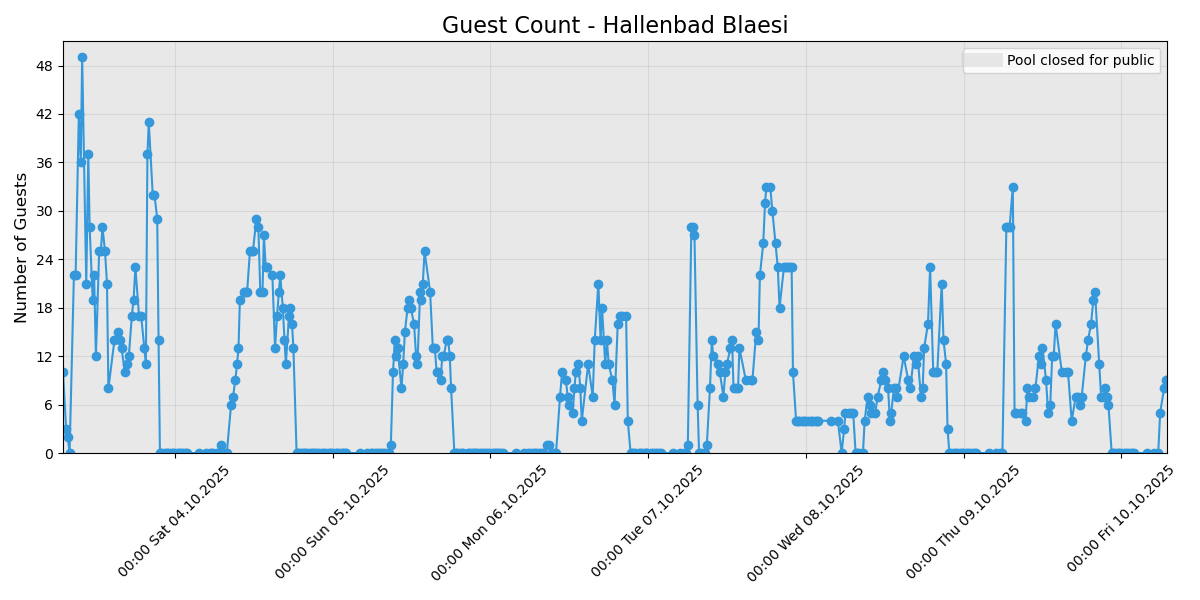 Guest Count - Hallenbad Blaesi
Pool closed for public
Number of Guests
48
42
36
30
24
18
12
6
0
00:00 Sat 04.10.2025
00:00 Sun 05.10.2025
00:00 Mon 06.10.2025
00:00 Tue 07.10.2025
00:00 Wed 08.10.2025
00:00 Thu 09.10.2025
00:00 Fri 10.10.2025